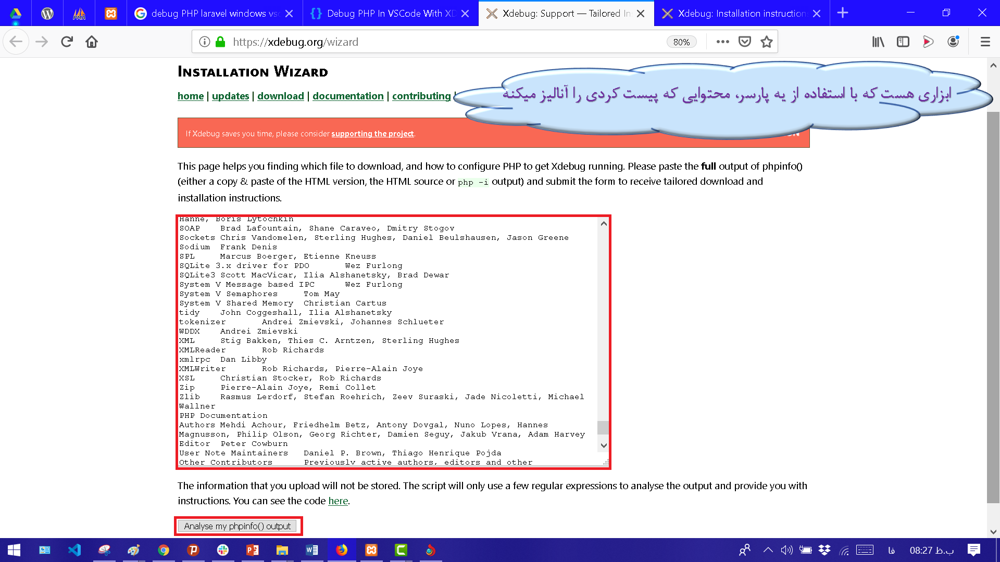 debug PHP laravel windows vsc
Debug PHP In VSCode With XD
Xdebug: Support — Tailored In
Xdebug: Installation instruction
https://xdebug.org/wizard
80%
Installation Wizard
home | updates | download | documentation | contributing |
ابزاری هست که با استفاده از یه پارسر، محتوایی که پیست کردی را آنالیز میکنه
If Xdebug saves you time, please consider supporting the project.
This page helps you finding which file to download, and how to configure PHP to get Xdebug running. Please paste the full output of phpinfo()
(either a copy & paste of the HTML version, the HTML source or php -i output) and submit the form to receive tailored download and
installation instructions.
Hanne, Boris Lytochkin
SOAP Brad Lafountain, Shane Caraveo, Dmitry Stogov
Sockets Chris Vandomelen, Sterling Hughes, Daniel Beulshausen, Jason Greene
Sodium Frank Denis
SPL Marcus Boerger, Etienne Kneuss
SQLite 3.x driver for PDO Wez Furlong
SQLite3 Scott MacVicar, Ilia Alshanetsky, Brad Dewar
System V Message based IPC Wez Furlong
System V Semaphores Tom May
System V Shared Memory Christian Cartus
tidy John Coggeshall, Ilia Alshanetsky
tokenizer Andrei Zmievski, Johannes Schlueter
WDDX Andrei Zmievski
XML Stig Bakken, Thies C. Arntzen, Sterling Hughes
XMLReader Rob Richards
xmlrpc Dan Libby
XMLWriter Rob Richards, Pierre-Alain Joye
XSL Christian Stocker, Rob Richards
Zip Pierre-Alain Joye, Remi Collet
Zlib Rasmus Lerdorf, Stefan Roehrich, Zeev Suraski, Jade Nicoletti, Michael
Wallner
PHP Documentation
Authors Mehdi Achour, Friedhelm Betz, Antony Dovgal, Nuno Lopes, Hannes
Magnusson, Philip Olson, Georg Richter, Damien Seguy, Jakub Vrana, Adam Harvey
Editor Peter Cowburn
User Note Maintainers Daniel P. Brown, Thiago Henrique Pojda
Other Contributors Previously active authors, editors and other
The information that you upload will not be stored. The script will only use a few regular expressions to analyse the output and provide you with
instructions. You can see the code here.
Analyse my phpinfo() output
فا
08:27 ب.ظ